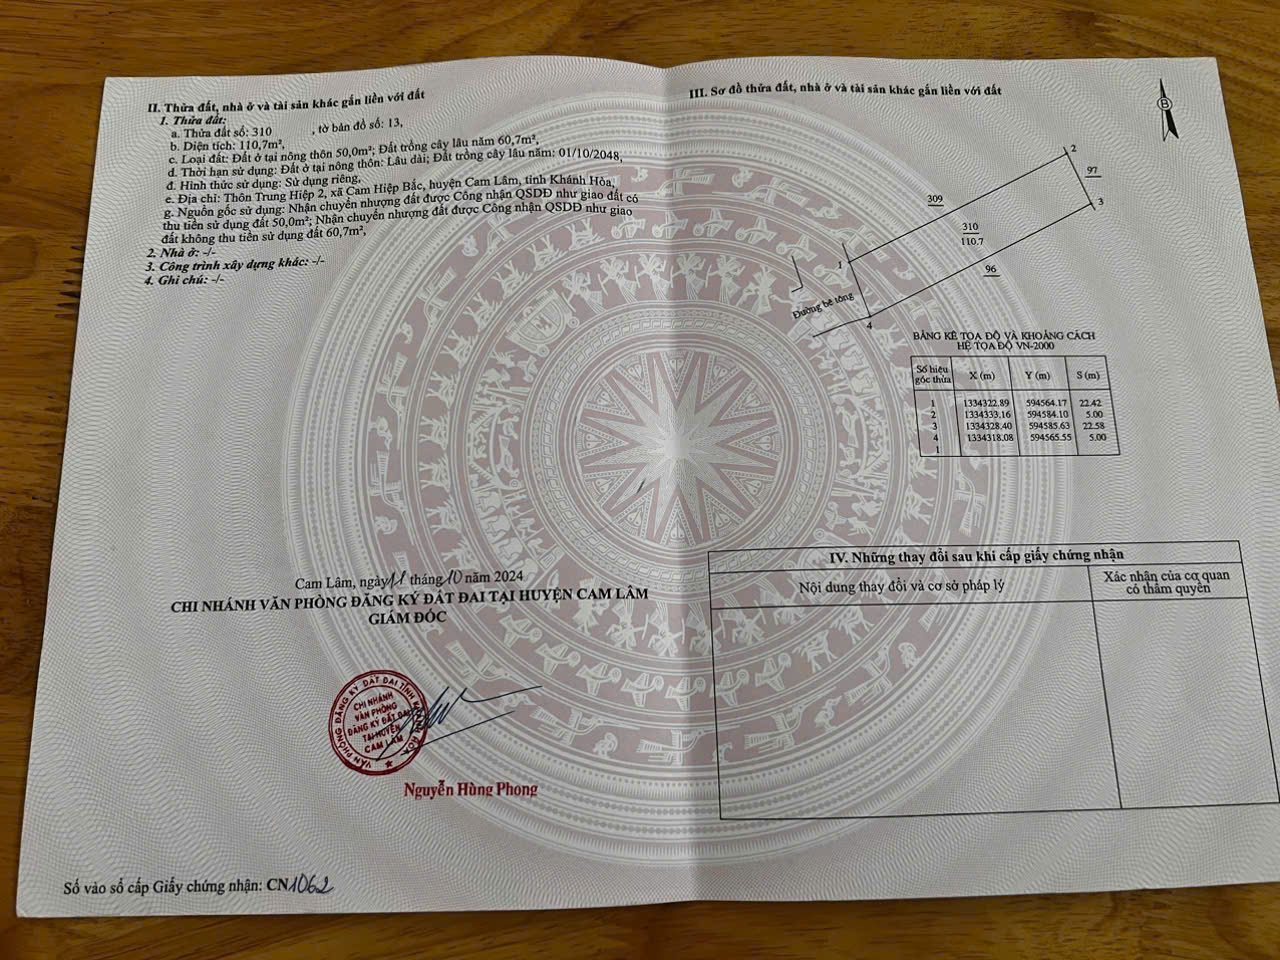 II. Thửa đất, nhà ở và tài sản khác gắn liền với đất
1. Thửa đất:
a. Thửa đất số: 310 , tờ bản đồ số: 13,
b. Diện tích: 110,7m²,
c. Loại đất: Đất ở tại nông thôn 50,0m²; Đất trồng cây lâu năm 60,7m²,
d. Thời hạn sử dụng: Đất ở tại nông thôn: Lâu dài; Đất trồng cây lâu năm: 01/10/2048,
đ. Hình thức sử dụng: Sử dụng riêng,
e. Địa chỉ: Thôn Trung Hiệp 2, xã Cam Hiệp Bắc, huyện Cam Lâm, tỉnh Khánh Hòa,
g. Nguồn gốc sử dụng: Nhận chuyển nhượng đất được Công nhận QSDĐ như giao đất có
thu tiền sử dụng đất 50,0m²; Nhận chuyển nhượng đất được Công nhận QSDĐ như giao
đất không thu tiền sử dụng đất 60,7m²,
2. Nhà ở: -/-
3. Công trình xây dựng khác: -/-
4. Ghi chú: -/-
Cam Lâm, ngày 11 tháng 10 năm 2024
CHI NHÁNH VĂN PHÒNG ĐĂNG KÝ ĐẤT ĐAI TẠI HUYỆN CAM LÂM
GIÁM ĐỐC
VĂN PHÒNG ĐĂNG KÝ ĐẤT ĐAI TỈNH KHÁNH HÒA
CHI NHÁNH
VĂN PHÒNG
ĐĂNG KÝ ĐẤT ĐAI
TẠI HUYỆN
CAM LÂM
Nguyễn Hùng Phong
Số vào sổ cấp Giấy chứng nhận: CN 1062
III. Sơ đồ thửa đất, nhà ở và tài sản khác gắn liền với đất
B
2
97
3
309
310
110.7
96
1
Đường bê tông
4
BẢNG KÊ TỌA ĐỘ VÀ KHOẢNG CÁCH
HỆ TỌA ĐỘ VN-2000
Số hiệu góc thửa X (m) Y (m) S (m)
1 1334322.89 594564.17 22.42
2 1334333.16 594584.10 5.00
3 1334328.40 594585.63 22.58
4 1334318.08 594565.55 5.00
1
IV. Những thay đổi sau khi cấp giấy chứng nhận
Nội dung thay đổi và cơ sở pháp lý
Xác nhận của cơ quan
có thẩm quyền